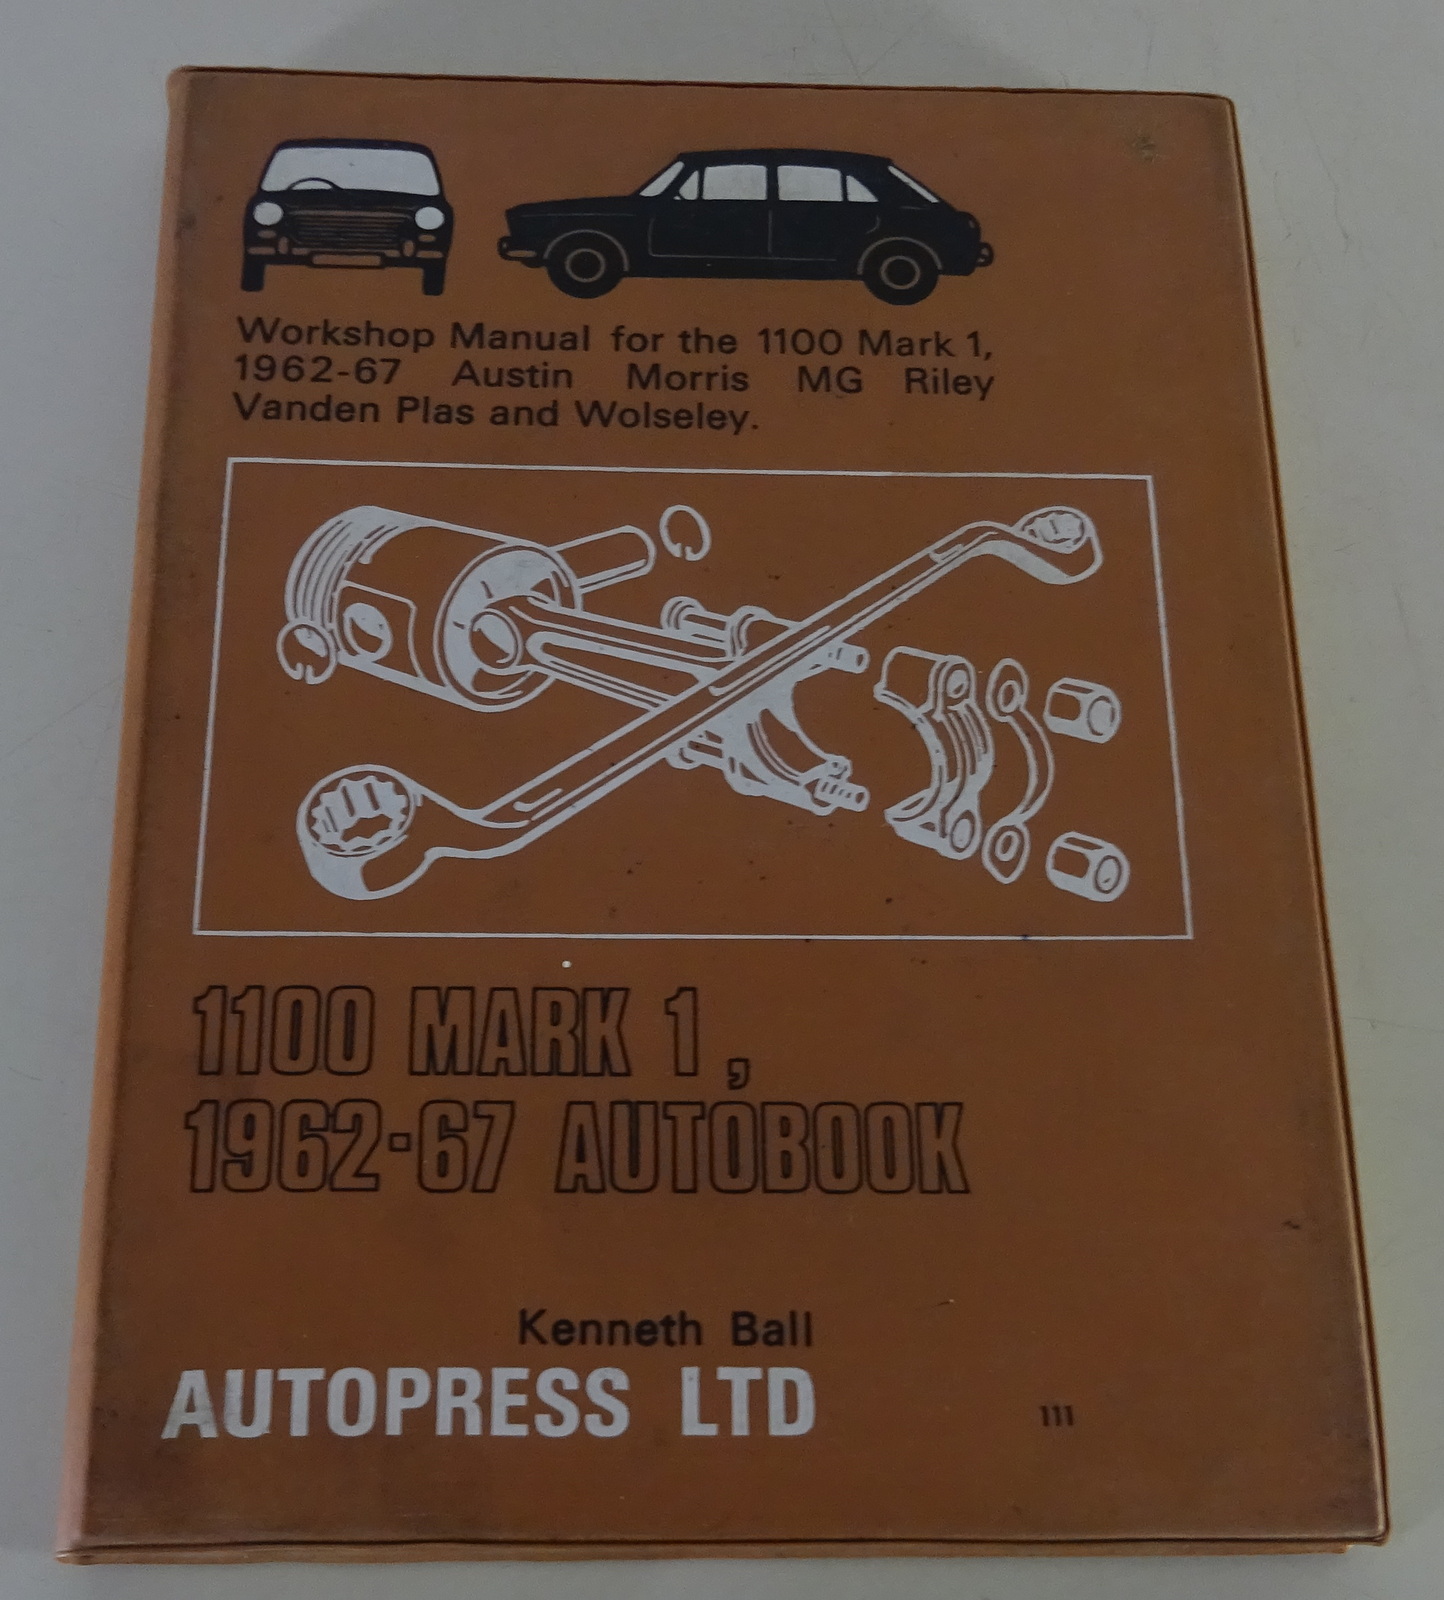 Workshop Manual for the 1100 Mark 1,
1962-67 Austin Morris MG Riley
Vanden Plas and Wolseley.
1100 MARK 1,
1962-67 AUTOBOOK
Kenneth Ball
AUTOPRESS LTD
111